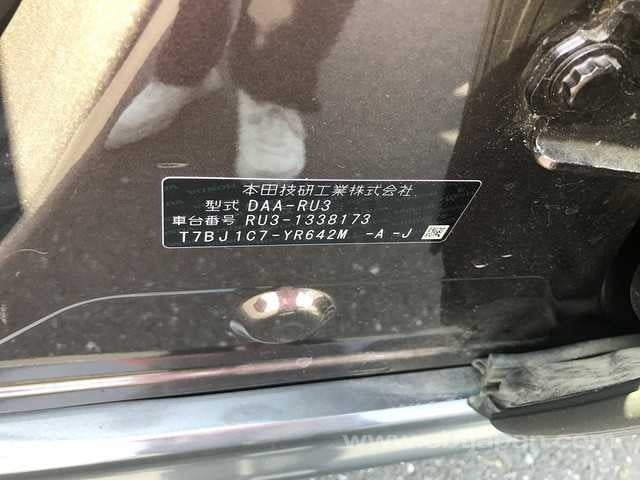 本田技研工業株式会社
型式 DAA-RU3
車台番号 RU3-1338173
T7BJ1C7-YR642M -A -J